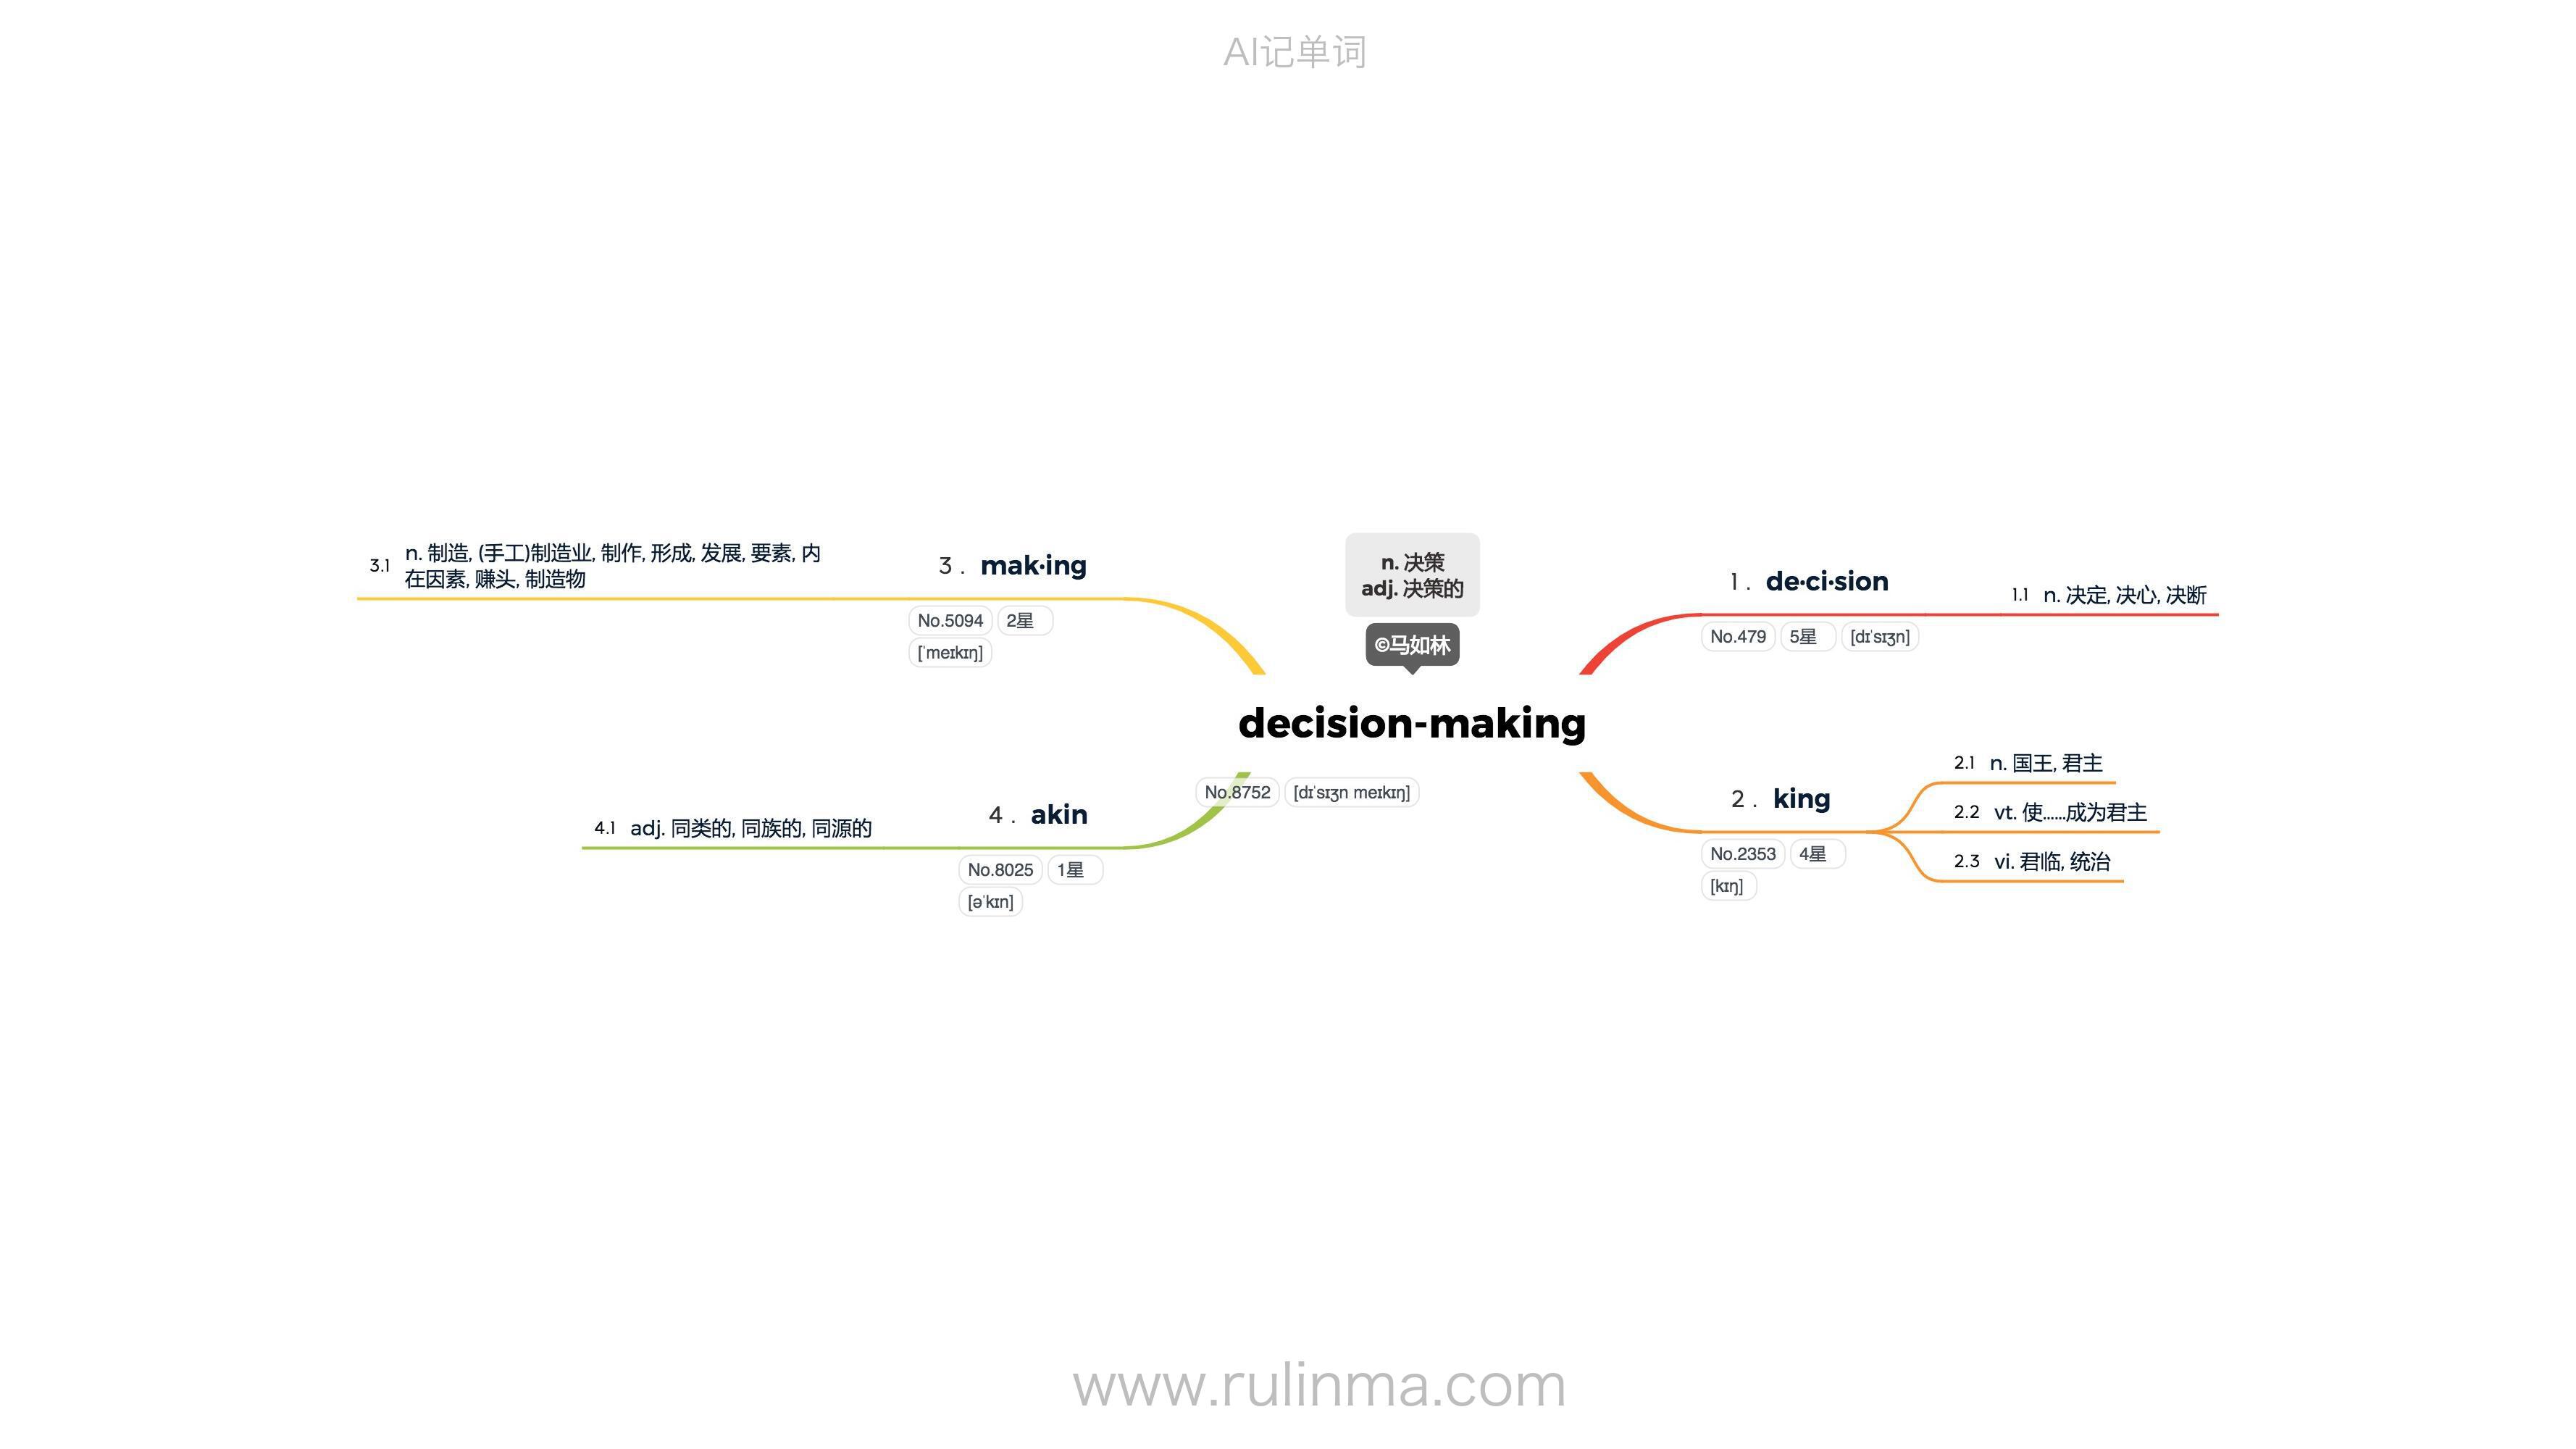 AI记单词
n. 决策
adj. 决策的
©马如林
decision-making
No.8752 [dɪˈsɪʒn meɪkɪŋ]
1 . de·ci·sion
No.479 5星 [dɪˈsɪʒn]
1.1 n. 决定, 决心, 决断
2 . king
No.2353 4星
[kɪŋ]
2.1 n. 国王, 君主
2.2 vt. 使……成为君主
2.3 vi. 君临, 统治
3 . mak·ing
No.5094 2星
[ˈmeɪkɪŋ]
3.1 n. 制造, (手工)制造业, 制作, 形成, 发展, 要素, 内
在因素, 赚头, 制造物
4 . akin
No.8025 1星
[əˈkɪn]
4.1 adj. 同类的, 同族的, 同源的
www.rulinma.com